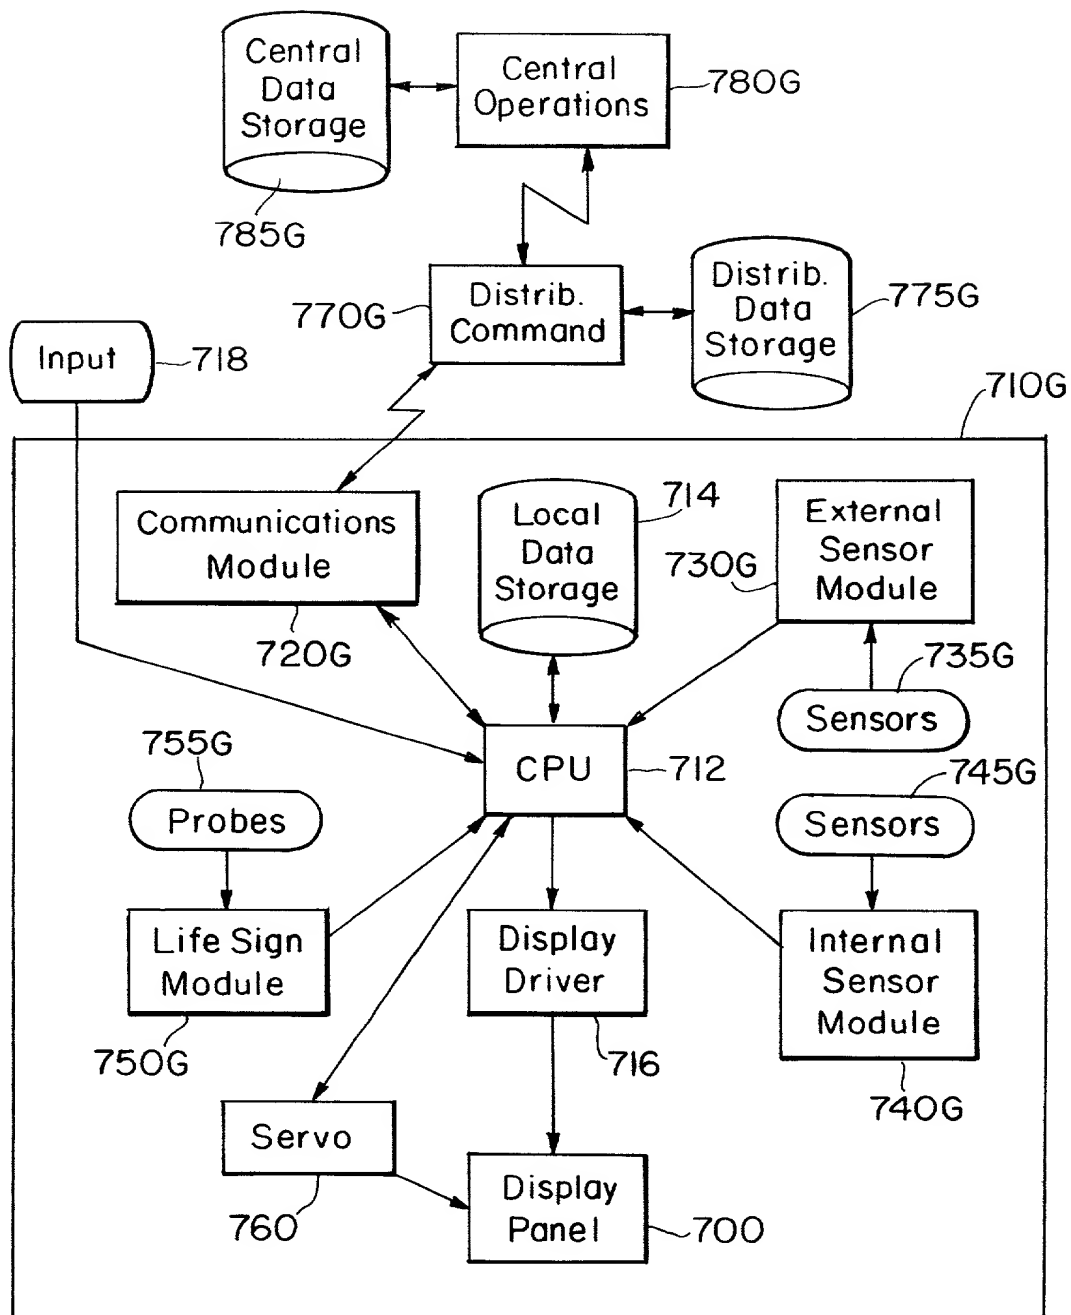 Central
Data
Storage
785G
Central
Operations
780G
Distrib.
Command
770G
Distrib.
Data
Storage
775G
Input
718
710G
Communications
Module
720G
Local
Data
Storage
714
External
Sensor
Module
730G
735G
Sensors
CPU
712
755G
Probes
745G
Sensors
Life Sign
Module
750G
Display
Driver
716
Internal
Sensor
Module
740G
Servo
760
Display
Panel
700